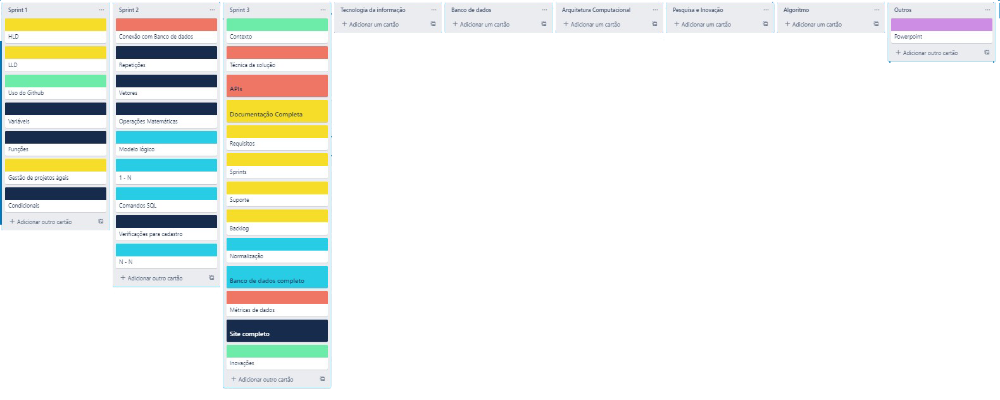 Sprint 1
HLD
LLD
Uso do Github
Variáveis
Funções
Gestão de projetos ágeis
Condicionais
+ Adicionar outro cartão
Sprint 2
Conexão com Banco de dados
Repetições
Vetores
Operações Matemáticas
Modelo lógico
1 - N
Comandos SQL
Verificações para cadastro
N - N
+ Adicionar outro cartão
Sprint 3
Contexto
Técnica da solução
APIs
Documentação Completa
Requisitos
Sprints
Suporte
Backlog
Normalização
Banco de dados completo
Métricas de dados
Site completo
Inovações
+ Adicionar outro cartão
Tecnologia da informação
+ Adicionar um cartão
Banco de dados
+ Adicionar um cartão
Arquitetura Computacional
+ Adicionar um cartão
Pesquisa e Inovação
+ Adicionar um cartão
Algorítmo
+ Adicionar um cartão
Outros
Powerpoint
+ Adicionar outro cartão